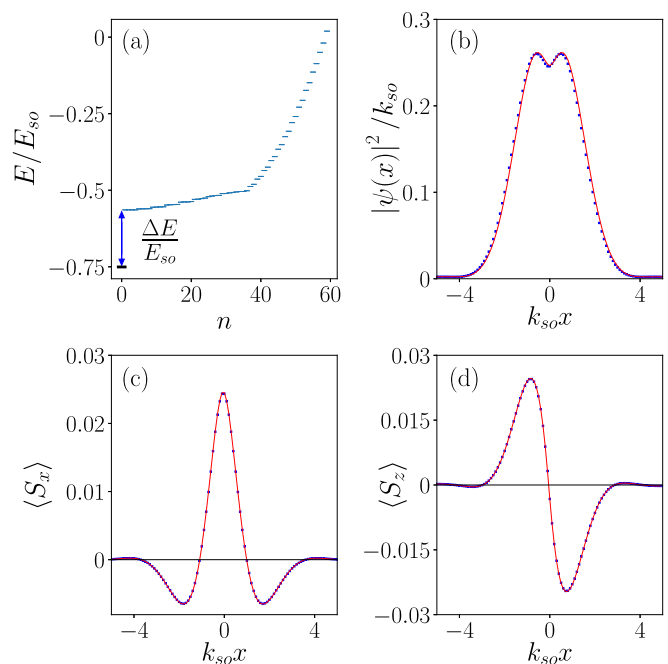 (a)
E/E_{so}
0
−0.25
−0.5
−0.75
ΔE
E_{so}
0 20 40 60
n
(b)
|ψ(x)|²/k_{so}
0.3
0.2
0.1
0
−4 0 4
k_{so}x
(c)
⟨S_x⟩
0.03
0.02
0.01
0
−4 0 4
k_{so}x
(d)
⟨S_z⟩
0.03
0.015
0
−0.015
−0.03
−4 0 4
k_{so}x